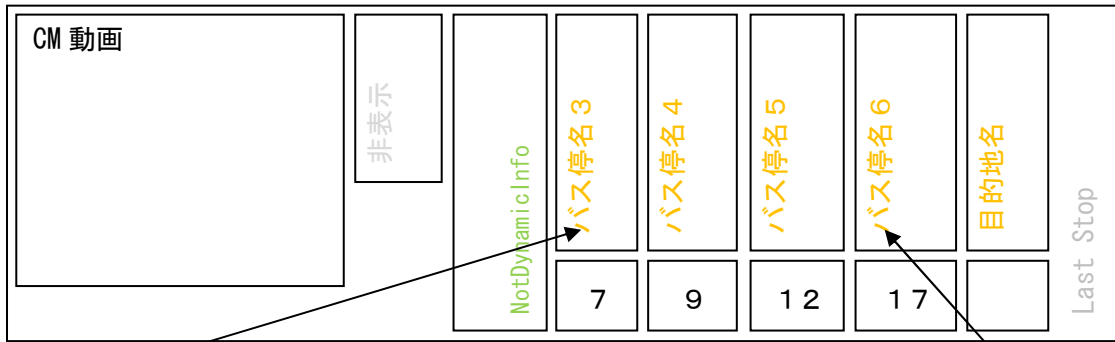 CM 動画
非表示
NotDynamicInfo
バス停名３
バス停名４
バス停名５
バス停名６
目的地名
Last Stop
７
９
１２
１７